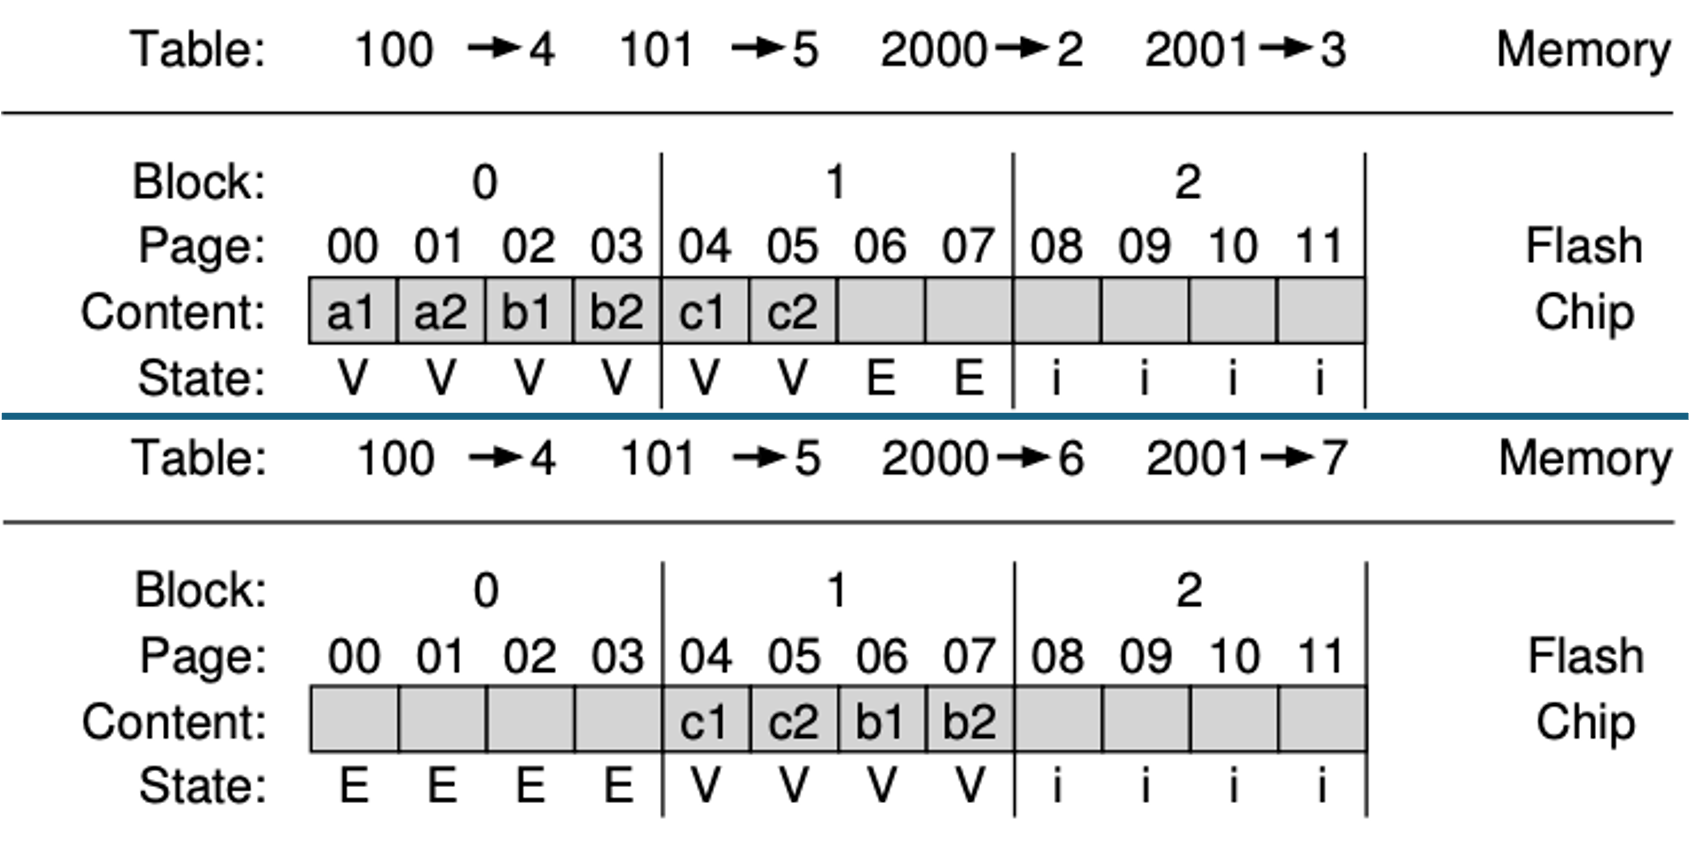 Table: 100 → 4 101 → 5 2000 → 2 2001 → 3 Memory
Block: 0 1 2
Page: 00 01 02 03 04 05 06 07 08 09 10 11 Flash
Content: a1 a2 b1 b2 c1 c2 Chip
State: V V V V V V E E i i i i
Table: 100 → 4 101 → 5 2000 → 6 2001 → 7 Memory
Block: 0 1 2
Page: 00 01 02 03 04 05 06 07 08 09 10 11 Flash
Content: c1 c2 b1 b2 Chip
State: E E E E V V V V i i i i